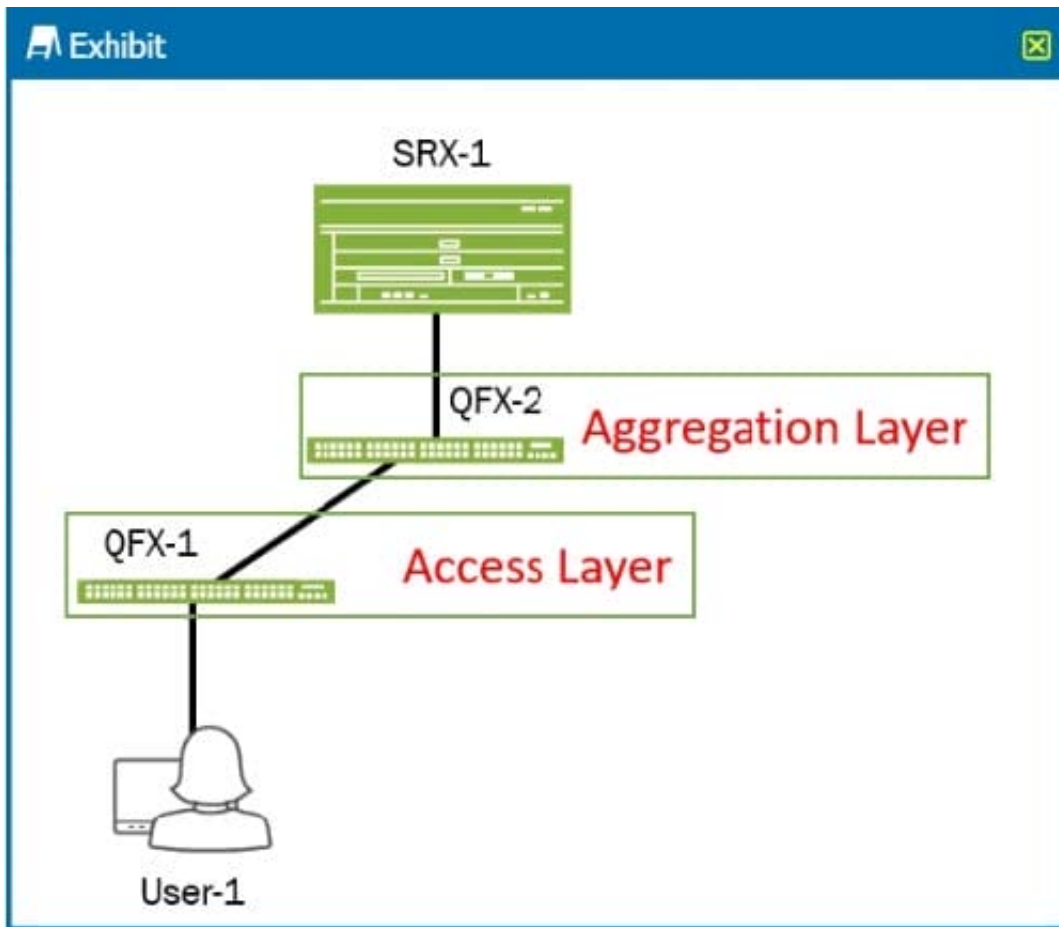 Exhibit
SRX-1
QFX-2
Aggregation Layer
QFX-1
Access Layer
User-1